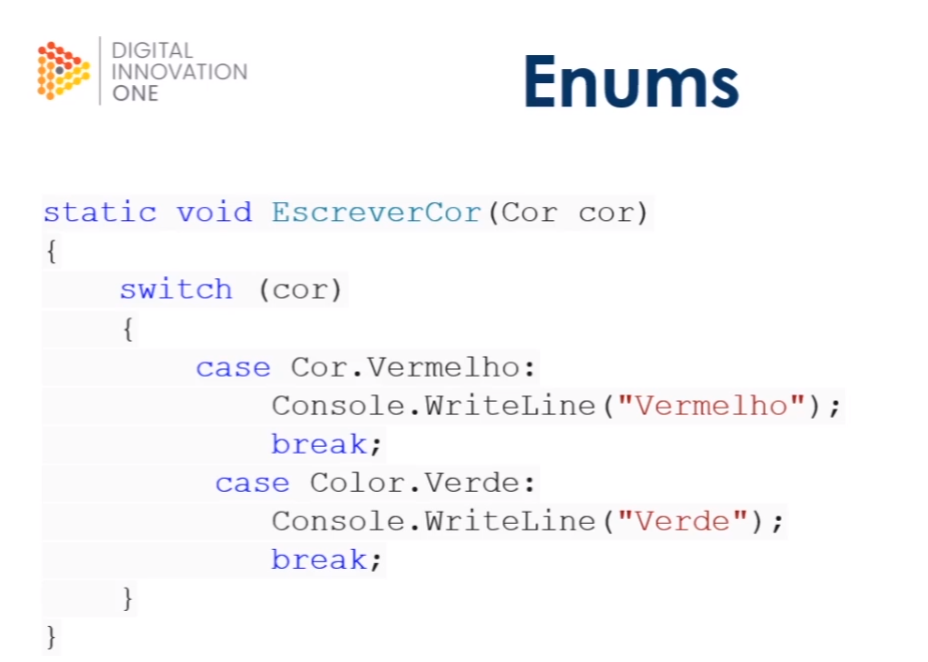 DIGITAL
INNOVATION
ONE
Enums
static void EscreverCor(Cor cor)
{
    switch (cor)
    {
        case Cor.Vermelho:
            Console.WriteLine("Vermelho");
            break;
         case Color.Verde:
            Console.WriteLine("Verde");
            break;
    }
}